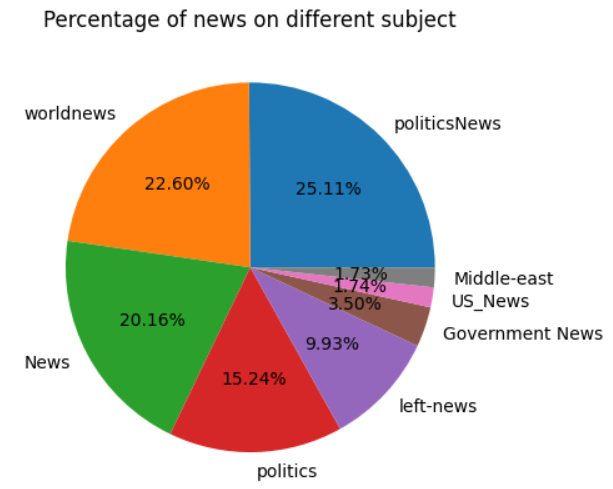 Percentage of news on different subject
worldnews
politicsNews
22.60%
25.11%
1.73%
Middle-east
1.74%
US_News
3.50%
Government News
20.16%
9.93%
News
15.24%
left-news
politics